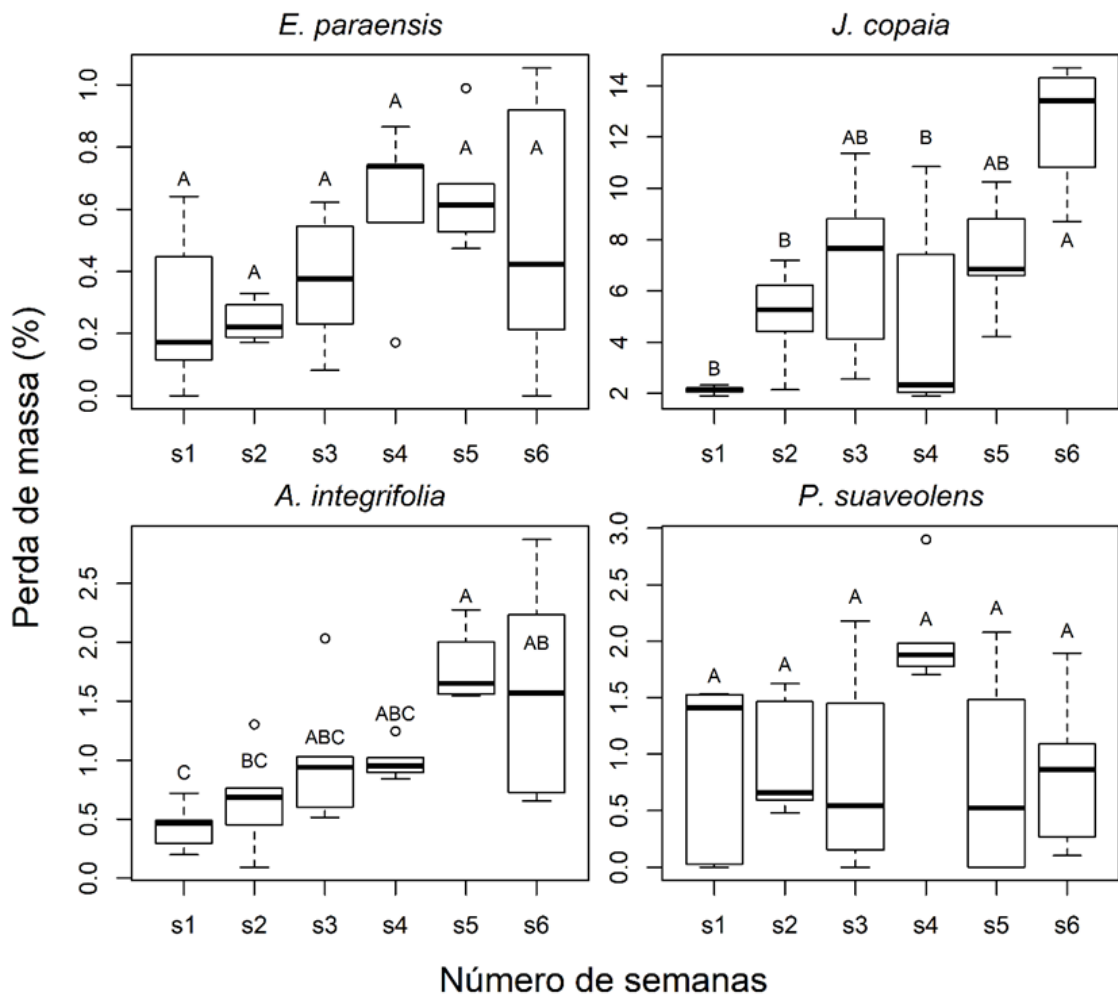 E. paraensis
J. copaia
Perda de massa (%)
1.0
0.8
0.6
0.4
0.2
0.0
A
A
A
A
A
A
s1 s2 s3 s4 s5 s6
14
12
10
8
6
4
2
B
B
AB
B
AB
A
s1 s2 s3 s4 s5 s6
A. integrifolia
P. suaveolens
2.5
2.0
1.5
1.0
0.5
0.0
C
BC
ABC
ABC
A
AB
s1 s2 s3 s4 s5 s6
3.0
2.5
2.0
1.5
1.0
0.5
0.0
A
A
A
A
A
A
s1 s2 s3 s4 s5 s6
Número de semanas